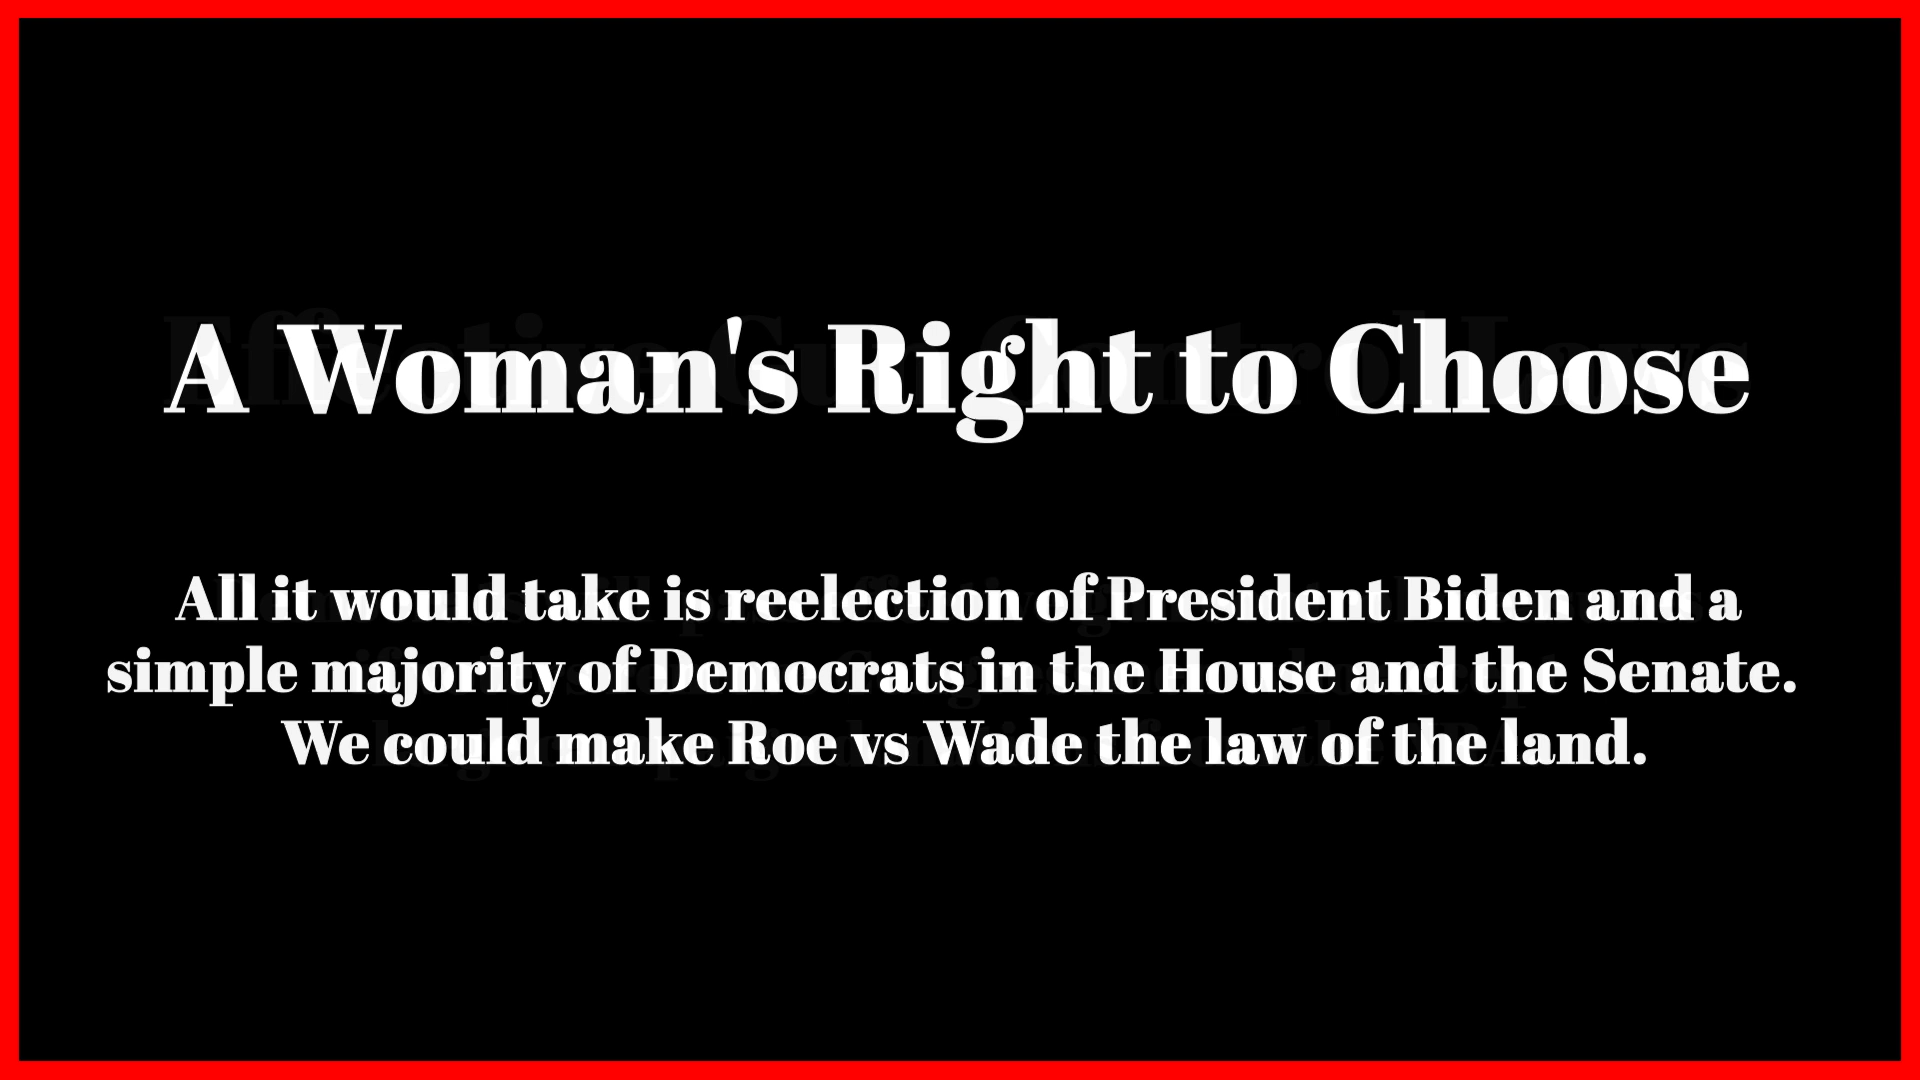 A Woman's Right to Choose
All it would take is reelection of President Biden and a
simple majority of Democrats in the House and the Senate.
We could make Roe vs Wade the law of the land.